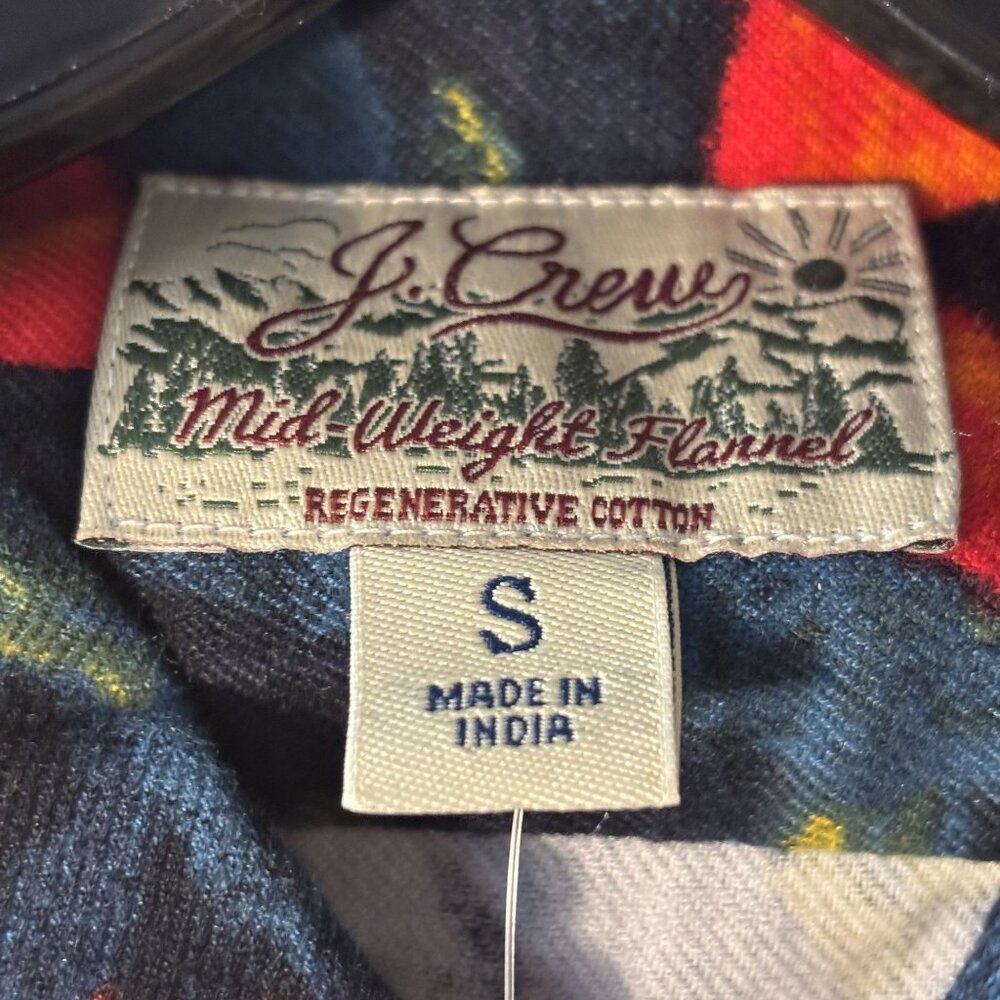 J. Crew
Mid-Weight Flannel
REGENERATIVE COTTON
S
MADE IN
INDIA